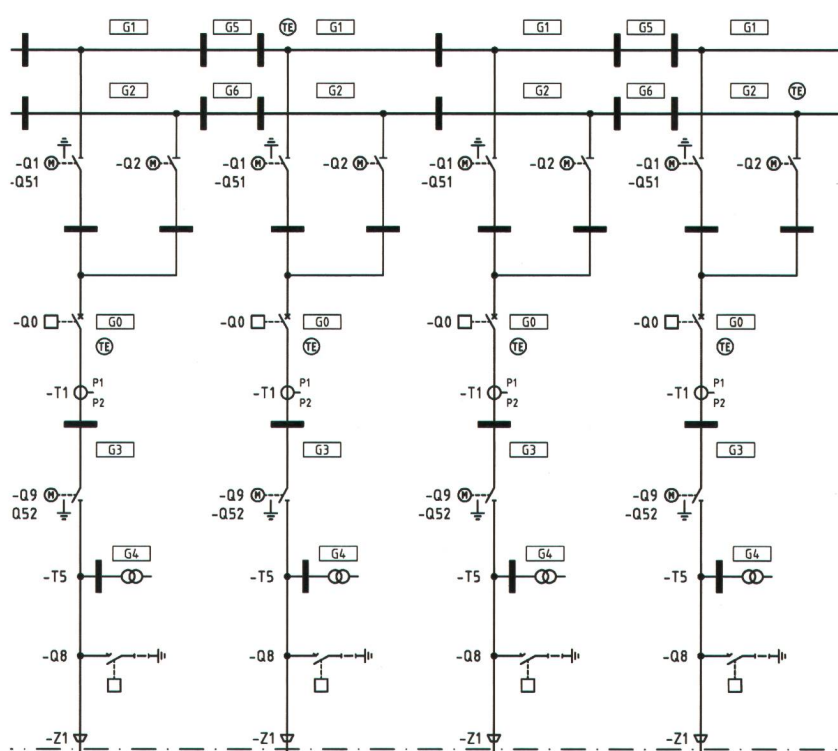 G1 G5 TE G1 G1 G5 G1
G2 G6 G2 G2 G6 G2 TE
-Q1 M -Q2 M -Q1 M -Q2 M -Q1 M -Q2 M -Q1 M -Q2 M
-Q51 -Q51 -Q51 -Q51
-Q0 G0 -Q0 G0 -Q0 G0 -Q0 G0
TE TE TE TE
-T1 P1 -T1 P1 -T1 P1 -T1 P1
P2 P2 P2 P2
G3 G3 G3 G3
-Q9 M -Q9 M -Q9 M -Q9 M
Q52 -Q52 -Q52 -Q52
G4 G4 G4 G4
-T5 -T5 -T5 -T5
-Q8 -Q8 -Q8 -Q8
-Z1 -Z1 -Z1 -Z1